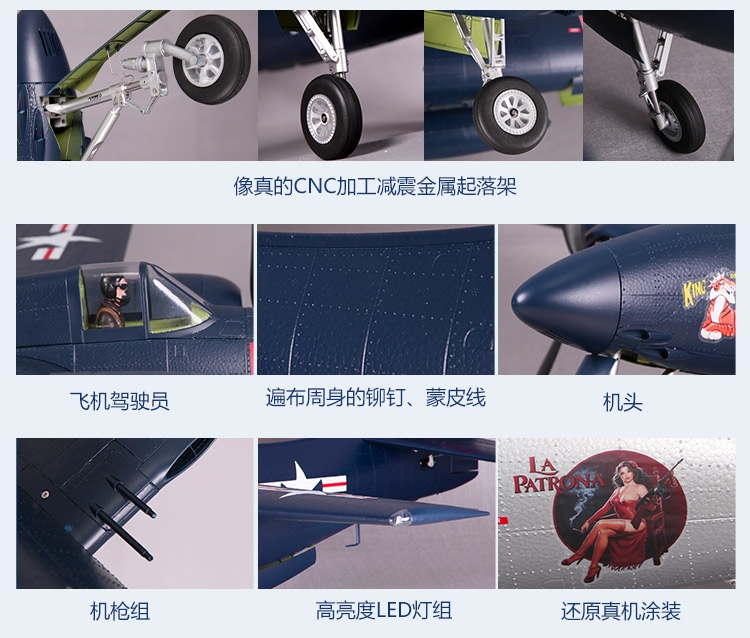 像真的CNC加工减震金属起落架
飞机驾驶员
遍布周身的铆钉、蒙皮线
机头
KING
机枪组
高亮度LED灯组
LA
PATRONA
还原真机涂装